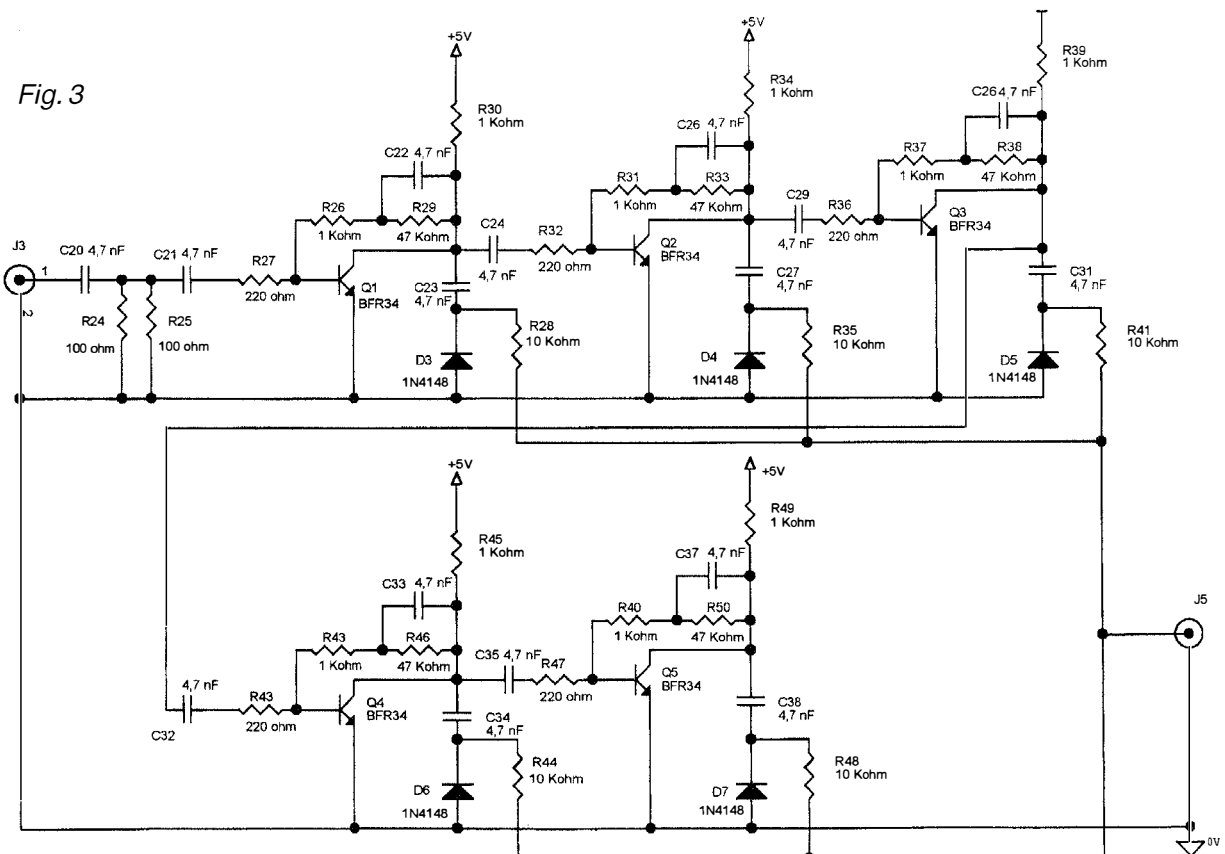 Fig. 3
+5V
R30
1 Kohm
C22 4,7 nF
R26
1 Kohm
R29
47 Kohm
J3
1
2
C20 4,7 nF
C21 4,7 nF
R24
100 ohm
R25
100 ohm
R27
220 ohm
Q1
BFR34
C24
4,7 nF
C23
4,7 nF
D3
1N4148
R28
10 Kohm
R32
220 ohm
+5V
R34
1 Kohm
C26
4,7 nF
R31
1 Kohm
R33
47 Kohm
Q2
BFR34
C27
4,7 nF
D4
1N4148
R35
10 Kohm
C29
4,7 nF
R36
220 ohm
R39
1 Kohm
C26 4,7 nF
R37
1 Kohm
R38
47 Kohm
Q3
BFR34
C31
4,7 nF
D5
1N4148
R41
10 Kohm
+5V
R45
1 Kohm
C33 4,7 nF
R43
1 Kohm
R46
47 Kohm
4,7 nF
C32
R43
220 ohm
Q4
BFR34
C35 4,7 nF
C34
4,7 nF
D6
1N4148
R44
10 Kohm
R47
220 ohm
+5V
R49
1 Kohm
C37
4,7 nF
R40
1 Kohm
R50
47 Kohm
Q5
BFR34
C38
4,7 nF
D7
1N4148
R48
10 Kohm
J5
0V